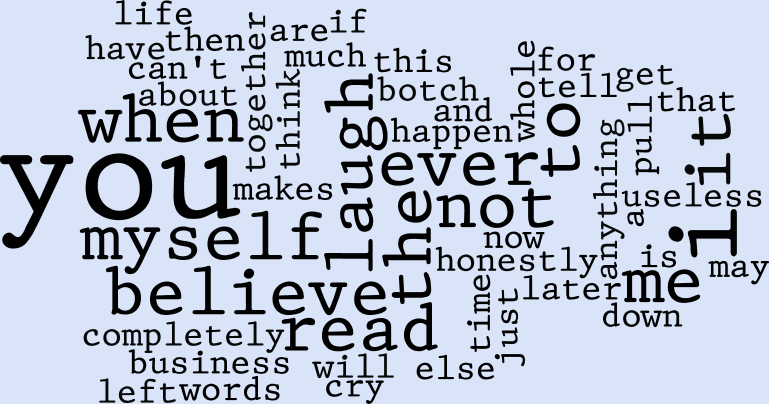 life
together
are
if
have
then
much
this
whole
for
can't
think
laugh
botch
tell
get
about
and
that
when
happen
to
pull
it
you
ever
anything
makes
the
not
a
useless
myself
now
i
honestly
is
may
believe
time
later
me
completely
read
just
down
business
will
else
left
words
cry